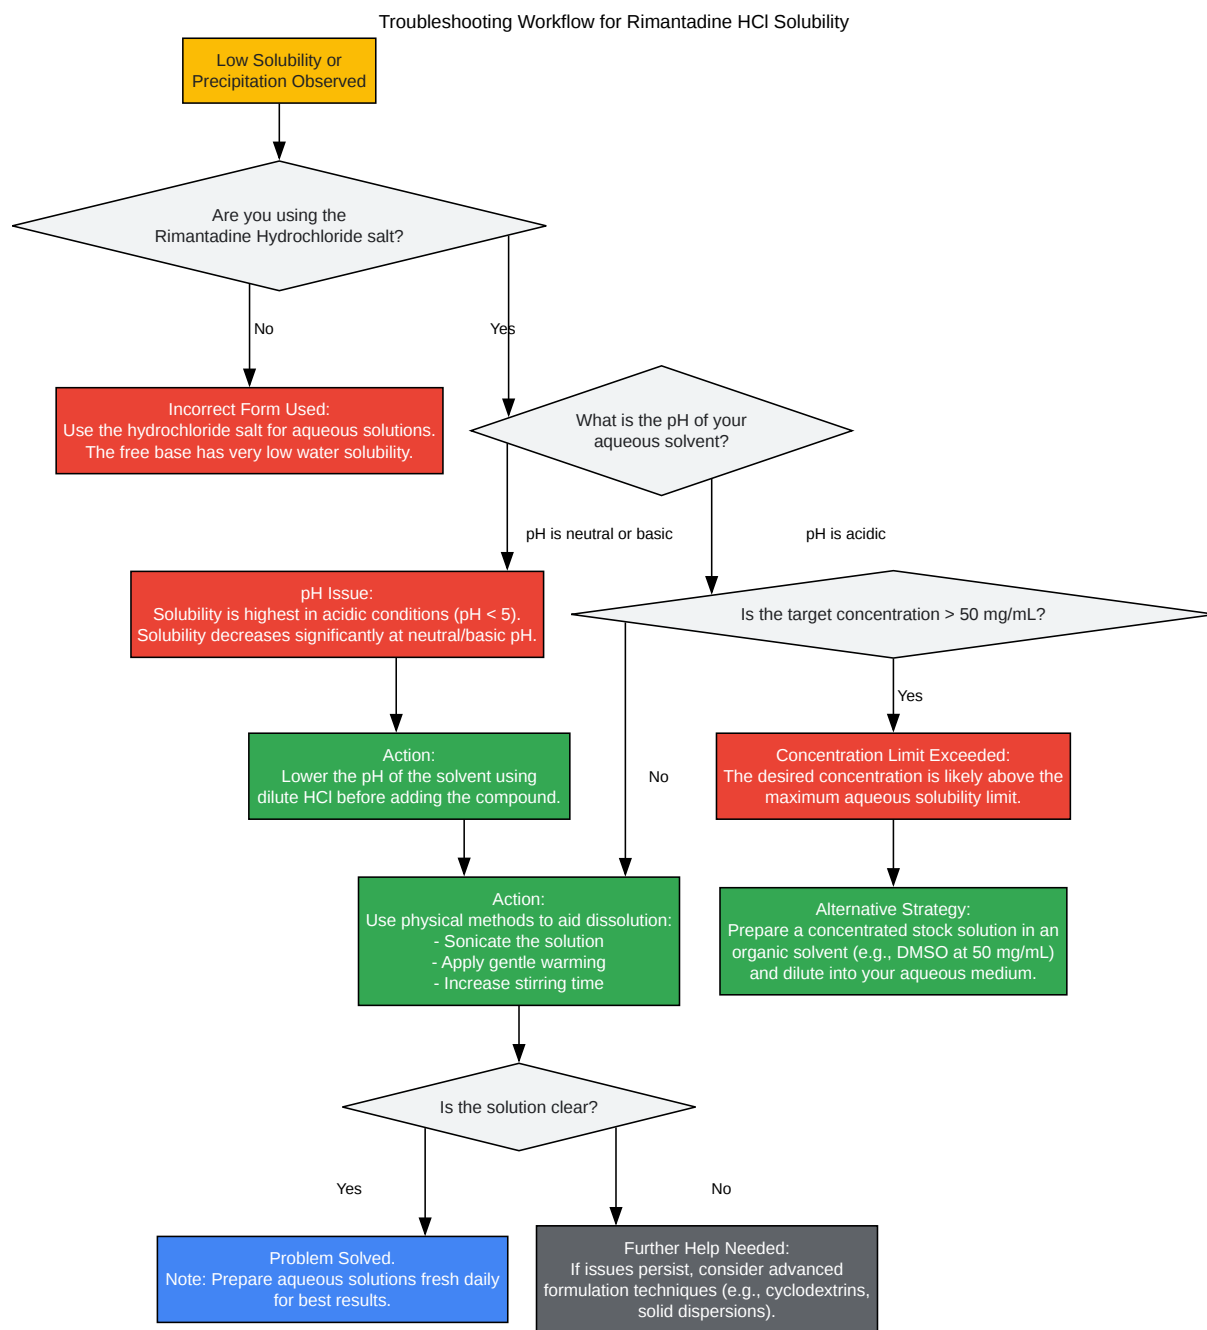 Troubleshooting Workflow for Rimantadine HCl Solubility
Low Solubility or
Precipitation Observed
Are you using the
Rimantadine Hydrochloride salt?
No
Yes
Incorrect Form Used:
Use the hydrochloride salt for aqueous solutions.
The free base has very low water solubility.
What is the pH of your
aqueous solvent?
pH is neutral or basic
pH is acidic
pH Issue:
Solubility is highest in acidic conditions (pH < 5).
Solubility decreases significantly at neutral/basic pH.
Is the target concentration > 50 mg/mL?
Yes
No
Action:
Lower the pH of the solvent using
dilute HCl before adding the compound.
Concentration Limit Exceeded:
The desired concentration is likely above the
maximum aqueous solubility limit.
Action:
Use physical methods to aid dissolution:
- Sonicate the solution
- Apply gentle warming
- Increase stirring time
Alternative Strategy:
Prepare a concentrated stock solution in an
organic solvent (e.g., DMSO at 50 mg/mL)
and dilute into your aqueous medium.
Is the solution clear?
Yes
No
Problem Solved.
Note: Prepare aqueous solutions fresh daily
for best results.
Further Help Needed:
If issues persist, consider advanced
formulation techniques (e.g., cyclodextrins,
solid dispersions).